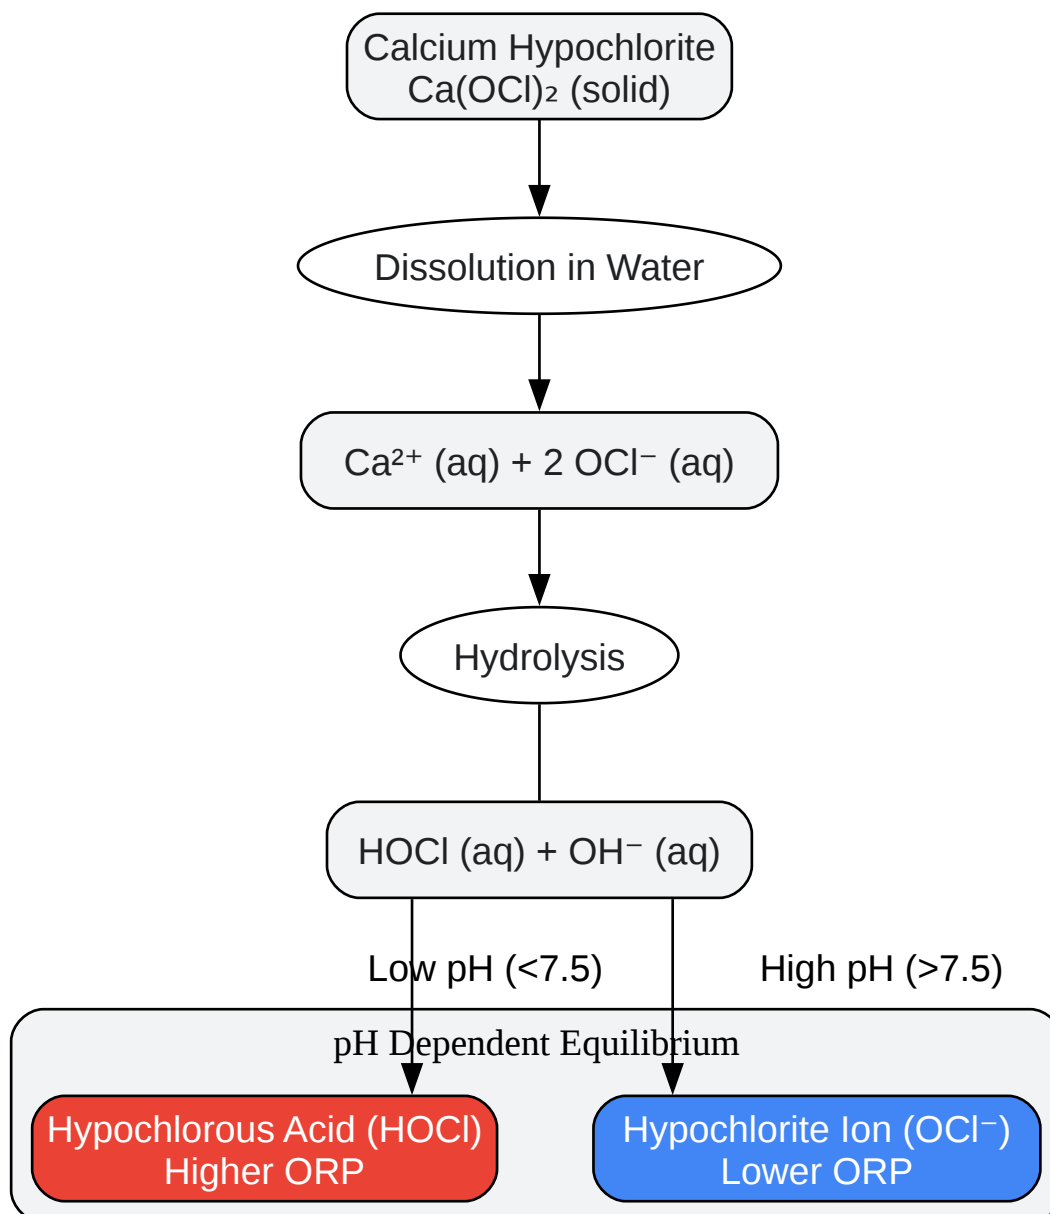 Calcium Hypochlorite
Ca(OCl)₂ (solid)
Dissolution in Water
Ca²⁺ (aq) + 2 OCl⁻ (aq)
Hydrolysis
HOCl (aq) + OH⁻ (aq)
Low pH (<7.5)
High pH (>7.5)
pH Dependent Equilibrium
Hypochlorous Acid (HOCl)
Higher ORP
Hypochlorite Ion (OCl⁻)
Lower ORP